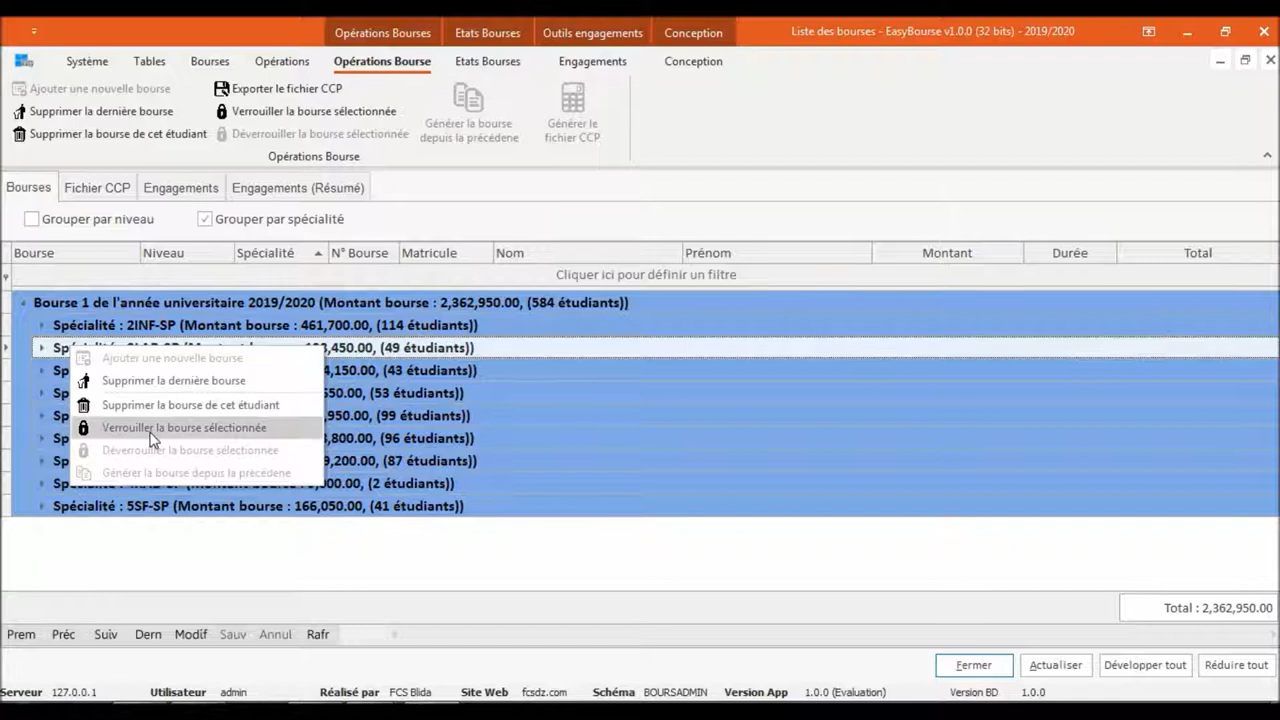 Opérations Bourses Etats Bourses Outils engagements Conception Liste des bourses - EasyBourse v1.0.0 (32 bits) - 2019/2020
Système Tables Bourses Opérations Opérations Bourse Etats Bourses Engagements Conception
Ajouter une nouvelle bourse Exporter le fichier CCP
Supprimer la dernière bourse Verrouiller la bourse sélectionnée
Supprimer la bourse de cet étudiant Déverrouiller la bourse sélectionnée
Générer la bourse depuis la précédene
Générer le fichier CCP
Opérations Bourse
Bourses Fichier CCP Engagements Engagements (Résumé)
Grouper par niveau Grouper par spécialité
Bourse Niveau Spécialité N° Bourse Matricule Nom Prénom Montant Durée Total
Cliquer ici pour définir un filtre
Bourse 1 de l'année universitaire 2019/2020 (Montant bourse : 2,362,950.00, (584 étudiants))
Spécialité : 2INF-SP (Montant bourse : 461,700.00, (114 étudiants))
,450.00, (49 étudiants))
,150.00, (43 étudiants))
(53 étudiants))
(99 étudiants))
,800.00, (96 étudiants))
,200.00, (87 étudiants))
(2 étudiants))
Spécialité : 5SF-SP (Montant bourse : 166,050.00, (41 étudiants))
Ajouter une nouvelle bourse
Supprimer la dernière bourse
Supprimer la bourse de cet étudiant
Verrouiller la bourse sélectionnée
Déverrouiller la bourse sélectionnée
Générer la bourse depuis la précédene
Total : 2,362,950.00
Prem Préc Suiv Dern Modif Sauv Annul Rafr
Fermer Actualiser Développer tout Réduire tout
Serveur 127.0.0.1 Utilisateur admin Réalisé par FCS Blida Site Web fcsdz.com Schéma BOURSADMIN Version App 1.0.0 (Evaluation) Version BD 1.0.0